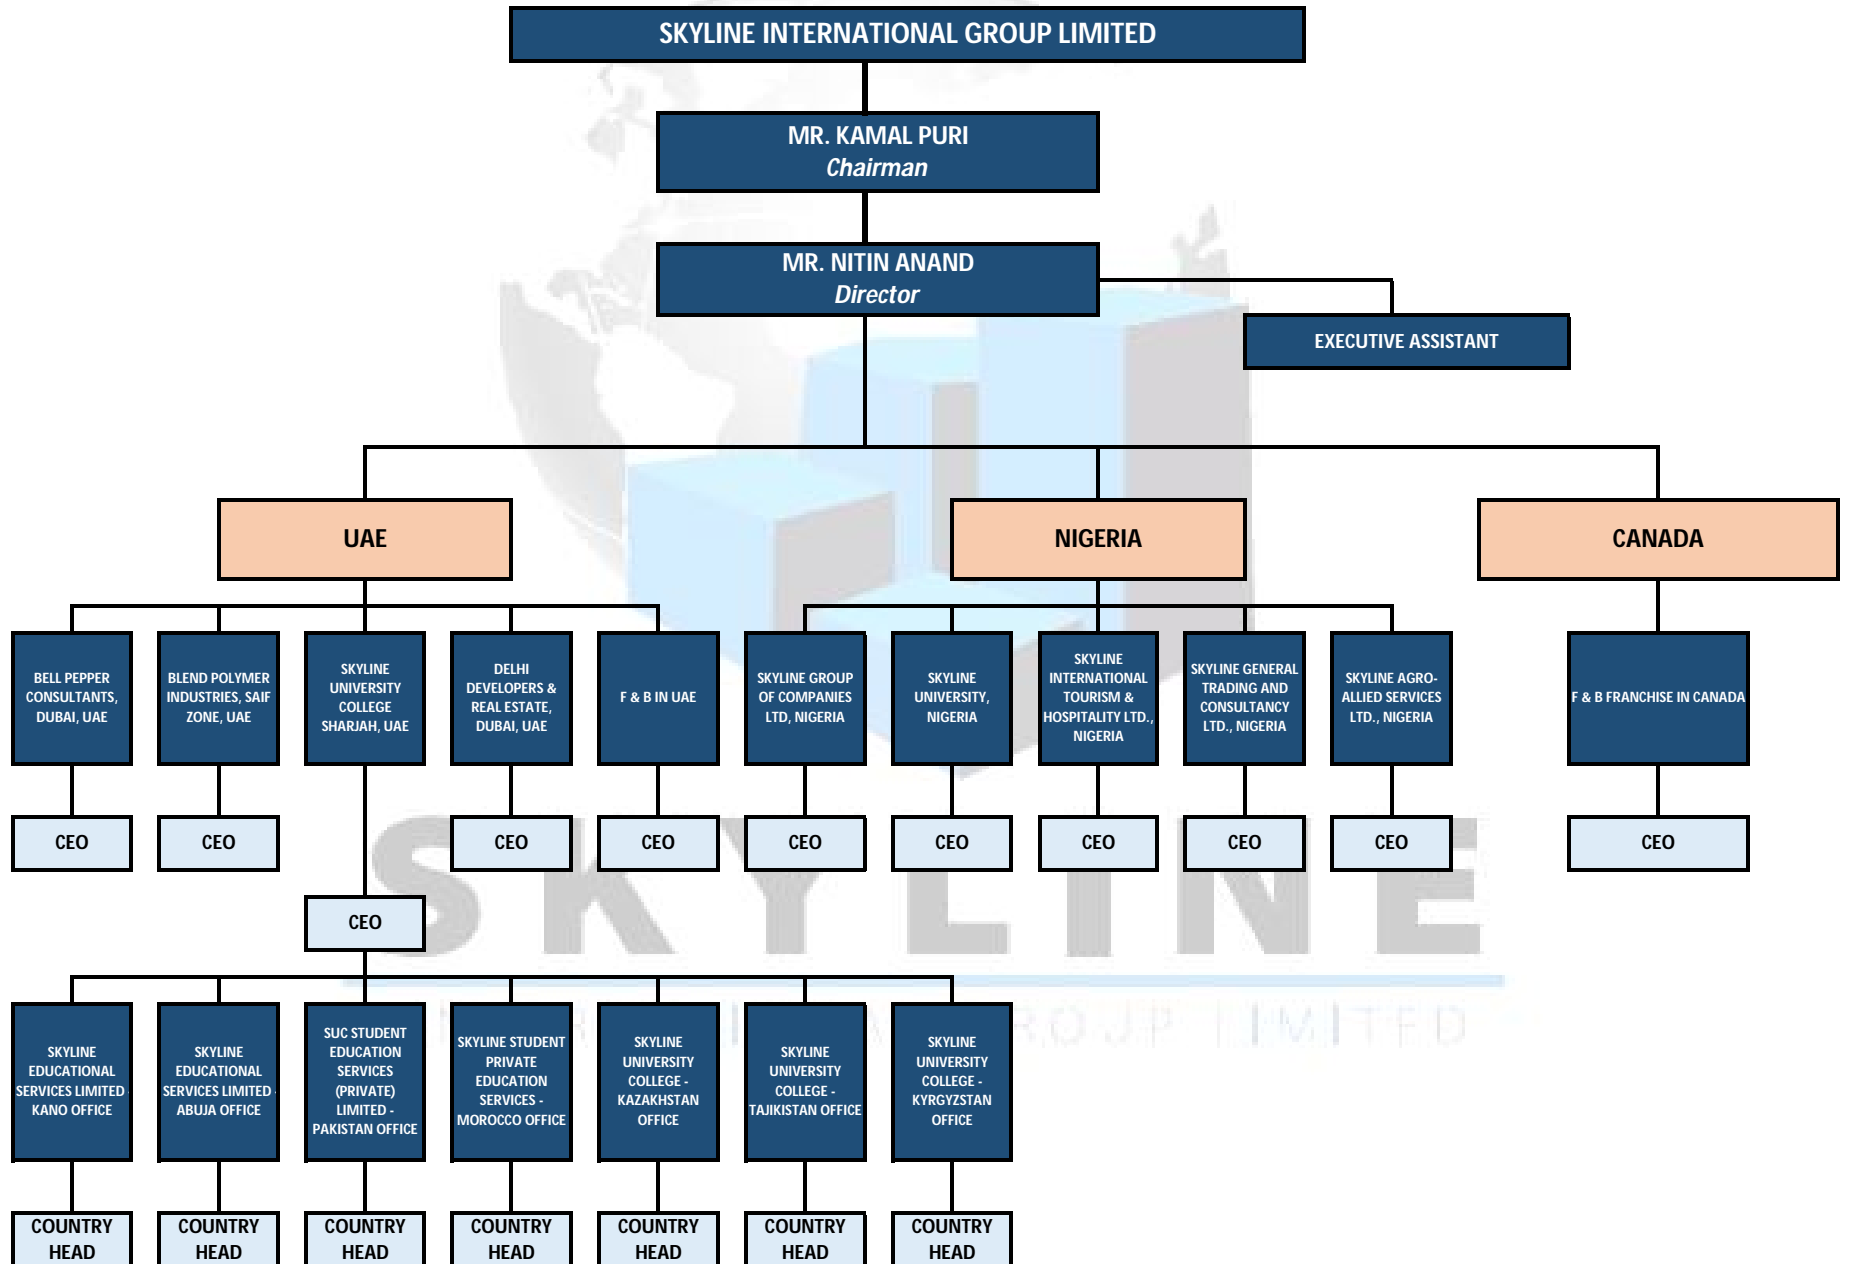 SKYLINE INTERNATIONAL GROUP LIMITED
MR. KAMAL PURI
Chairman
MR. NITIN ANAND
Director
EXECUTIVE ASSISTANT
UAE
NIGERIA
CANADA
BELL PEPPER
CONSULTANTS,
DUBAI, UAE
BLEND POLYMER
INDUSTRIES, SAIF
ZONE, UAE
SKYLINE
UNIVERSITY
COLLEGE
SHARJAH, UAE
DELHI
DEVELOPERS &
REAL ESTATE,
DUBAI, UAE
F & B IN UAE
SKYLINE GROUP
OF COMPANIES
LTD, NIGERIA
SKYLINE
UNIVERSITY,
NIGERIA
SKYLINE
INTERNATIONAL
TOURISM &
HOSPITALITY LTD.,
NIGERIA
SKYLINE GENERAL
TRADING AND
CONSULTANCY
LTD., NIGERIA
SKYLINE AGRO-
ALLIED SERVICES
LTD., NIGERIA
F & B FRANCHISE IN CANADA
CEO
CEO
CEO
CEO
CEO
CEO
CEO
CEO
CEO
CEO
CEO
SKYLINE
GROUP LIMITED
SKYLINE
EDUCATIONAL
SERVICES LIMITED -
KANO OFFICE
SKYLINE
EDUCATIONAL
SERVICES LIMITED -
ABUJA OFFICE
SUC STUDENT
EDUCATION
SERVICES
(PRIVATE)
LIMITED -
PAKISTAN OFFICE
SKYLINE STUDENT
PRIVATE
EDUCATION
SERVICES -
MOROCCO OFFICE
SKYLINE
UNIVERSITY
COLLEGE -
KAZAKHSTAN
OFFICE
SKYLINE
UNIVERSITY
COLLEGE -
TAJIKISTAN OFFICE
SKYLINE
UNIVERSITY
COLLEGE -
KYRGYZSTAN
OFFICE
COUNTRY
HEAD
COUNTRY
HEAD
COUNTRY
HEAD
COUNTRY
HEAD
COUNTRY
HEAD
COUNTRY
HEAD
COUNTRY
HEAD